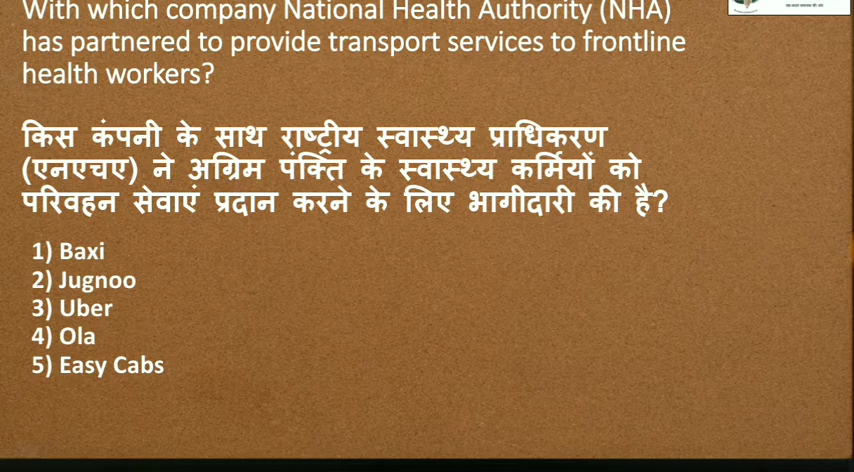 With which company National Health Authority (NHA)
has partnered to provide transport services to frontline
health workers?
किस कंपनी के साथ राष्ट्रीय स्वास्थ्य प्राधिकरण
(एनएचए) ने अग्रिम पंक्ति के स्वास्थ्य कर्मियों को
परिवहन सेवाएं प्रदान करने के लिए भागीदारी की है?
1) Baxi
2) Jugnoo
3) Uber
4) Ola
5) Easy Cabs